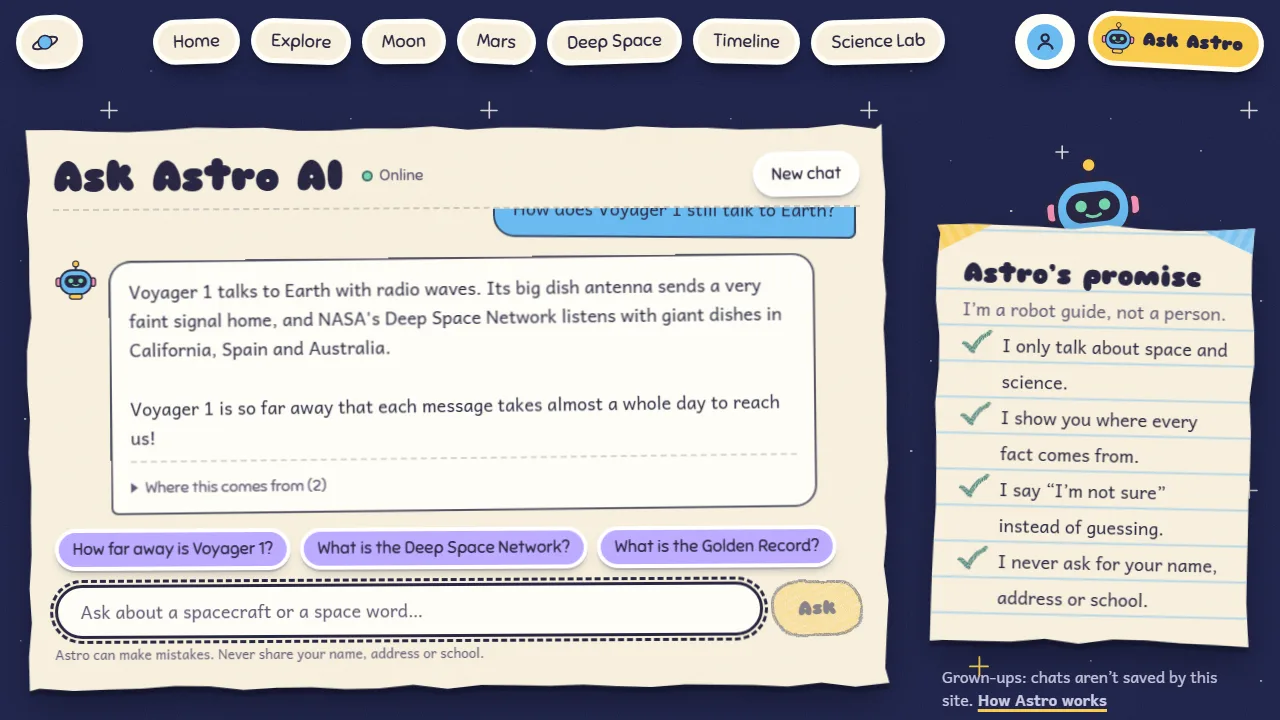 Home
Explore
Moon
Mars
Deep Space
Timeline
Science Lab
Ask Astro
Ask Astro AI
Online
New chat
How does Voyager 1 still talk to Earth?
Voyager 1 talks to Earth with radio waves. Its big dish antenna sends a very
faint signal home, and NASA's Deep Space Network listens with giant dishes in
California, Spain and Australia.
Voyager 1 is so far away that each message takes almost a whole day to reach
us!
Where this comes from (2)
How far away is Voyager 1?
What is the Deep Space Network?
What is the Golden Record?
Ask about a spacecraft or a space word...
Ask
Astro can make mistakes. Never share your name, address or school.
Astro's promise
I'm a robot guide, not a person.
I only talk about space and
science.
I show you where every
fact comes from.
I say “I'm not sure”
instead of guessing.
I never ask for your name,
address or school.
Grown-ups: chats aren't saved by this
site. How Astro works